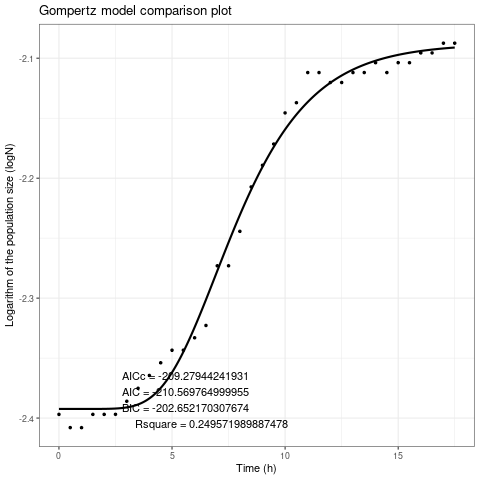 Gompertz model comparison plot
-2.1
-2.2
-2.3
-2.4
Logarithm of the population size (logN)
AICc = -209.27944241931
AIC = -210.569764999955
BIC = -202.652170307674
Rsquare = 0.249571989887478
0 5 10 15
Time (h)